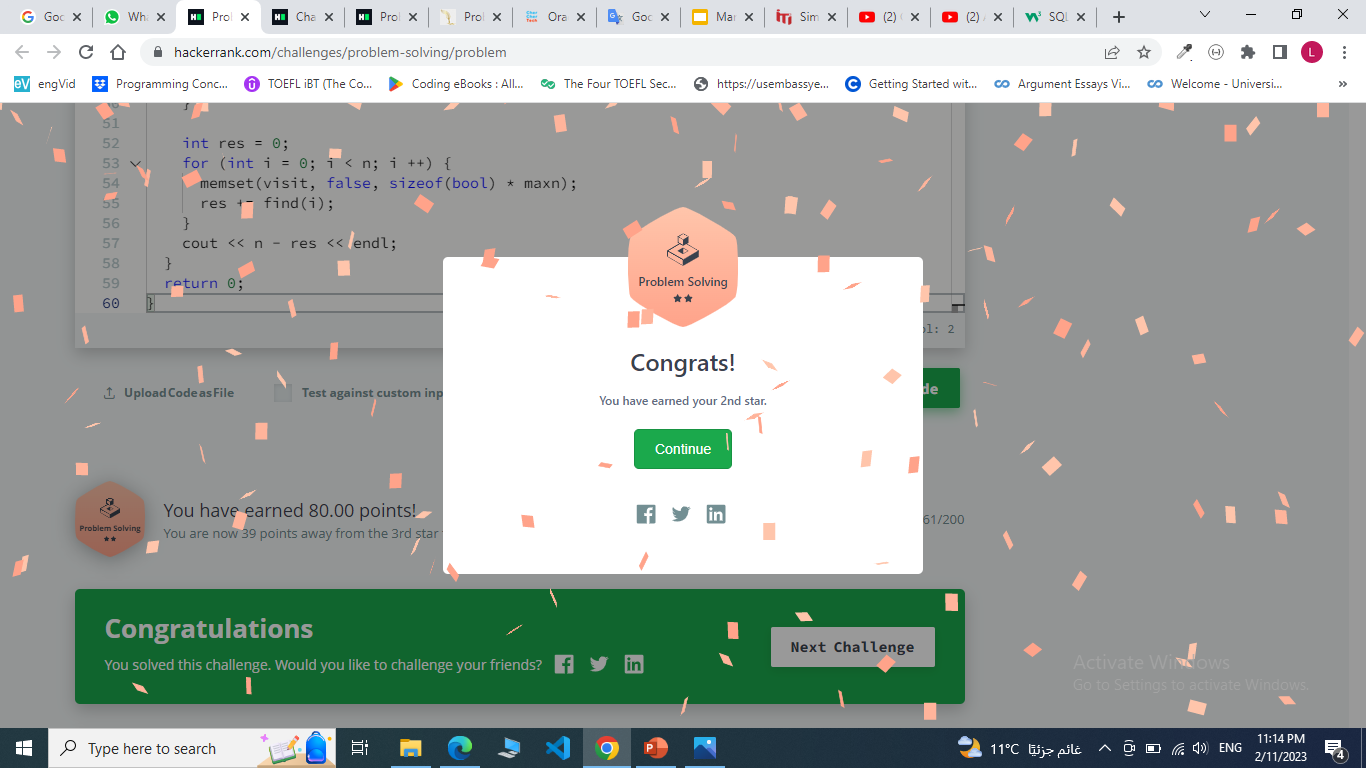 Goo
Wha
Prol
Cha
Prol
Prol
Ora
Goo
Mar
Sim
(2) (
(2) /
SQL
hackerrank.com/challenges/problem-solving/problem
L
engVid
Programming Conc...
TOEFL iBT (The Co...
Coding eBooks : All...
The Four TOEFL Sec...
https://usembassye...
Getting Started wit...
Argument Essays Vi...
Welcome - Universi...
»
51
52 int res = 0;
53 for (int i = 0; i < n; i ++) {
54 memset(visit, false, sizeof(bool) * maxn);
55 res += find(i);
56 }
57 cout << n - res << endl;
58 }
59 return 0;
60 }
ol: 2
Problem Solving
Congrats!
You have earned your 2nd star.
Continue
Upload Code as File
Test against custom inp
de
Problem Solving
You have earned 80.00 points!
You are now 39 points away from the 3rd star
61/200
Congratulations
You solved this challenge. Would you like to challenge your friends?
Next Challenge
Activate Windows
Go to Settings to activate Windows.
Type here to search
11°C غائم جزئيًا
ENG
11:14 PM
2/11/2023
4